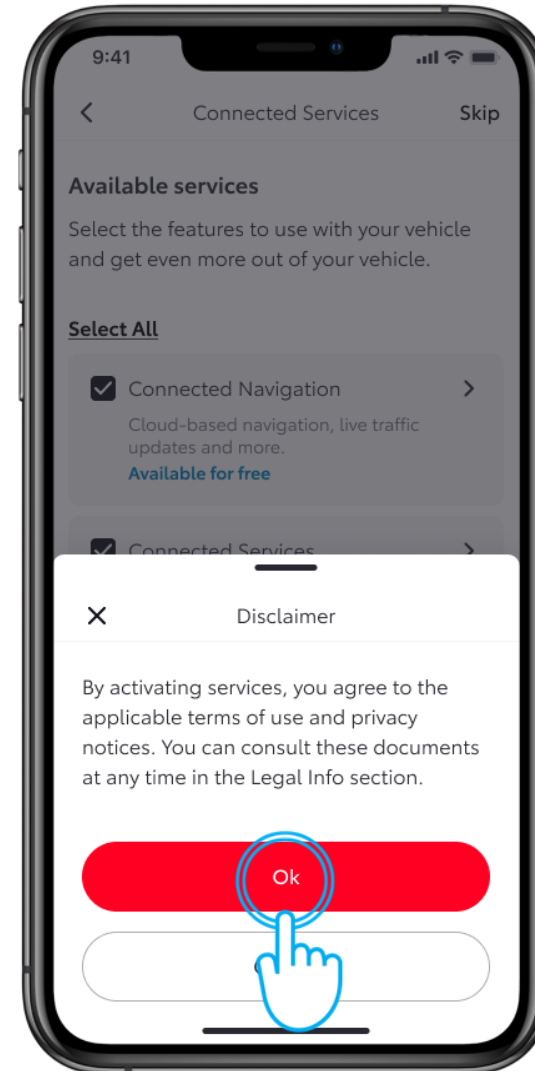 9:41
Connected Services Skip
Available services
Select the features to use with your vehicle
and get even more out of your vehicle.
Select All
Connected Navigation
Cloud-based navigation, live traffic
updates and more.
Available for free
Connected Services
Disclaimer
By activating services, you agree to the
applicable terms of use and privacy
notices. You can consult these documents
at any time in the Legal Info section.
Ok